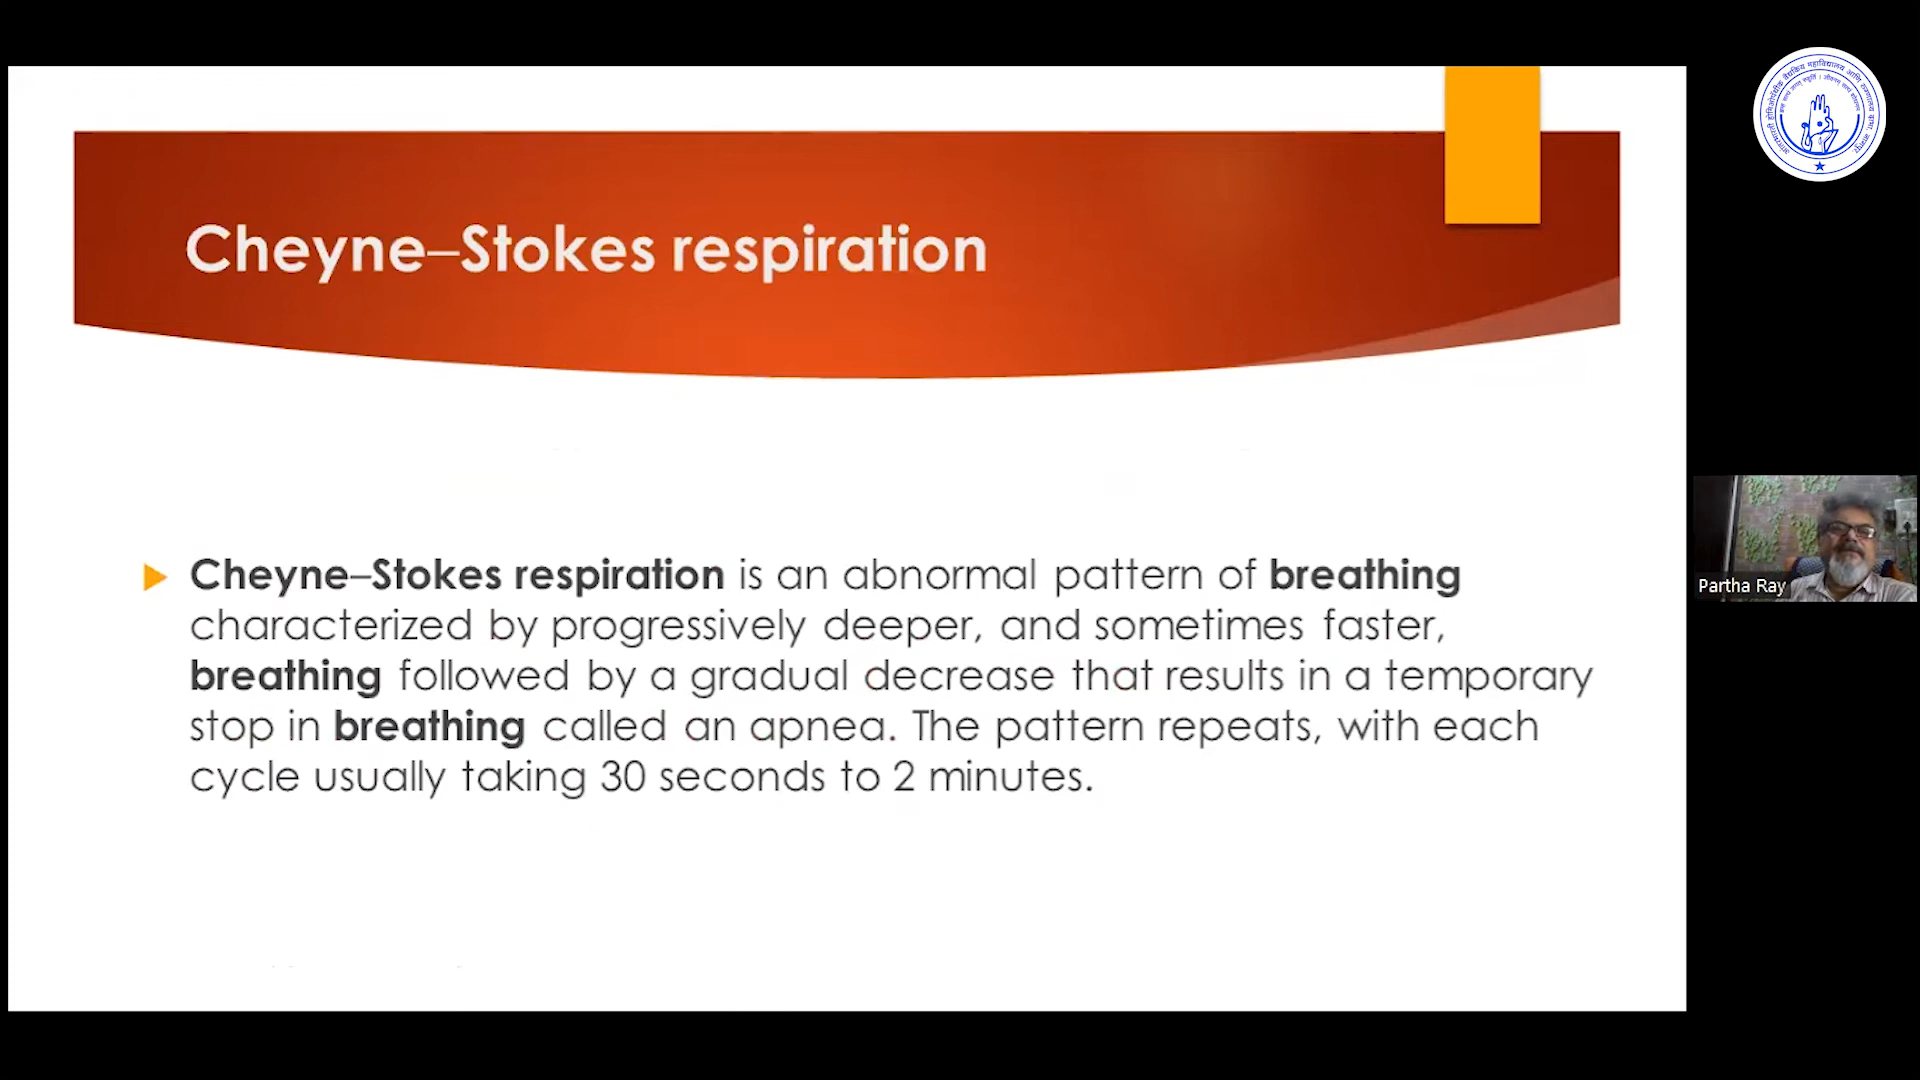 Cheyne–Stokes respiration
Cheyne–Stokes respiration is an abnormal pattern of breathing
characterized by progressively deeper, and sometimes faster,
breathing followed by a gradual decrease that results in a temporary
stop in breathing called an apnea. The pattern repeats, with each
cycle usually taking 30 seconds to 2 minutes.
Partha Ray